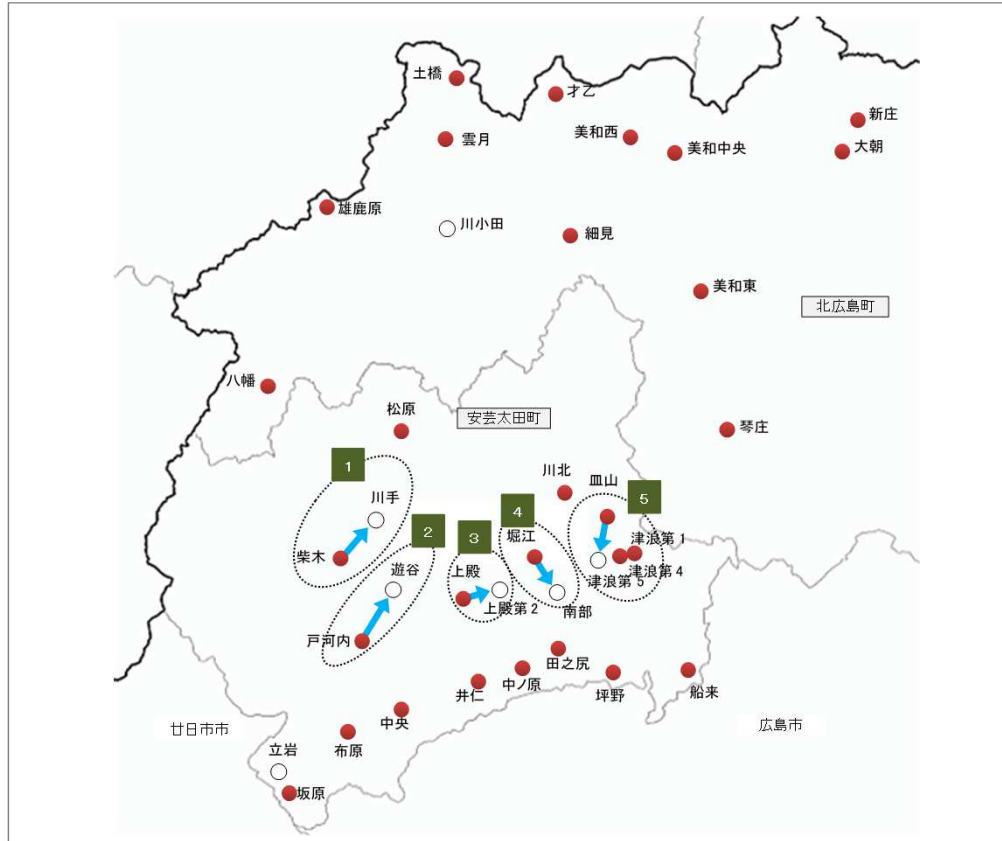 土橋
才乙
新庄
美和西
雲月
美和中央
大朝
雄鹿原
川小田
細見
美和東
北広島町
八幡
松原
安芸太田町
琴庄
1
川北
皿山
川手
5
4
2
堀江
3
津浪第1
柴木
遊谷
上殿
津浪第4
津浪第5
上殿第2
南部
戸河内
田之尻
中ノ原
井仁
坪野
船来
中央
廿日市市
広島市
布原
立岩
坂原